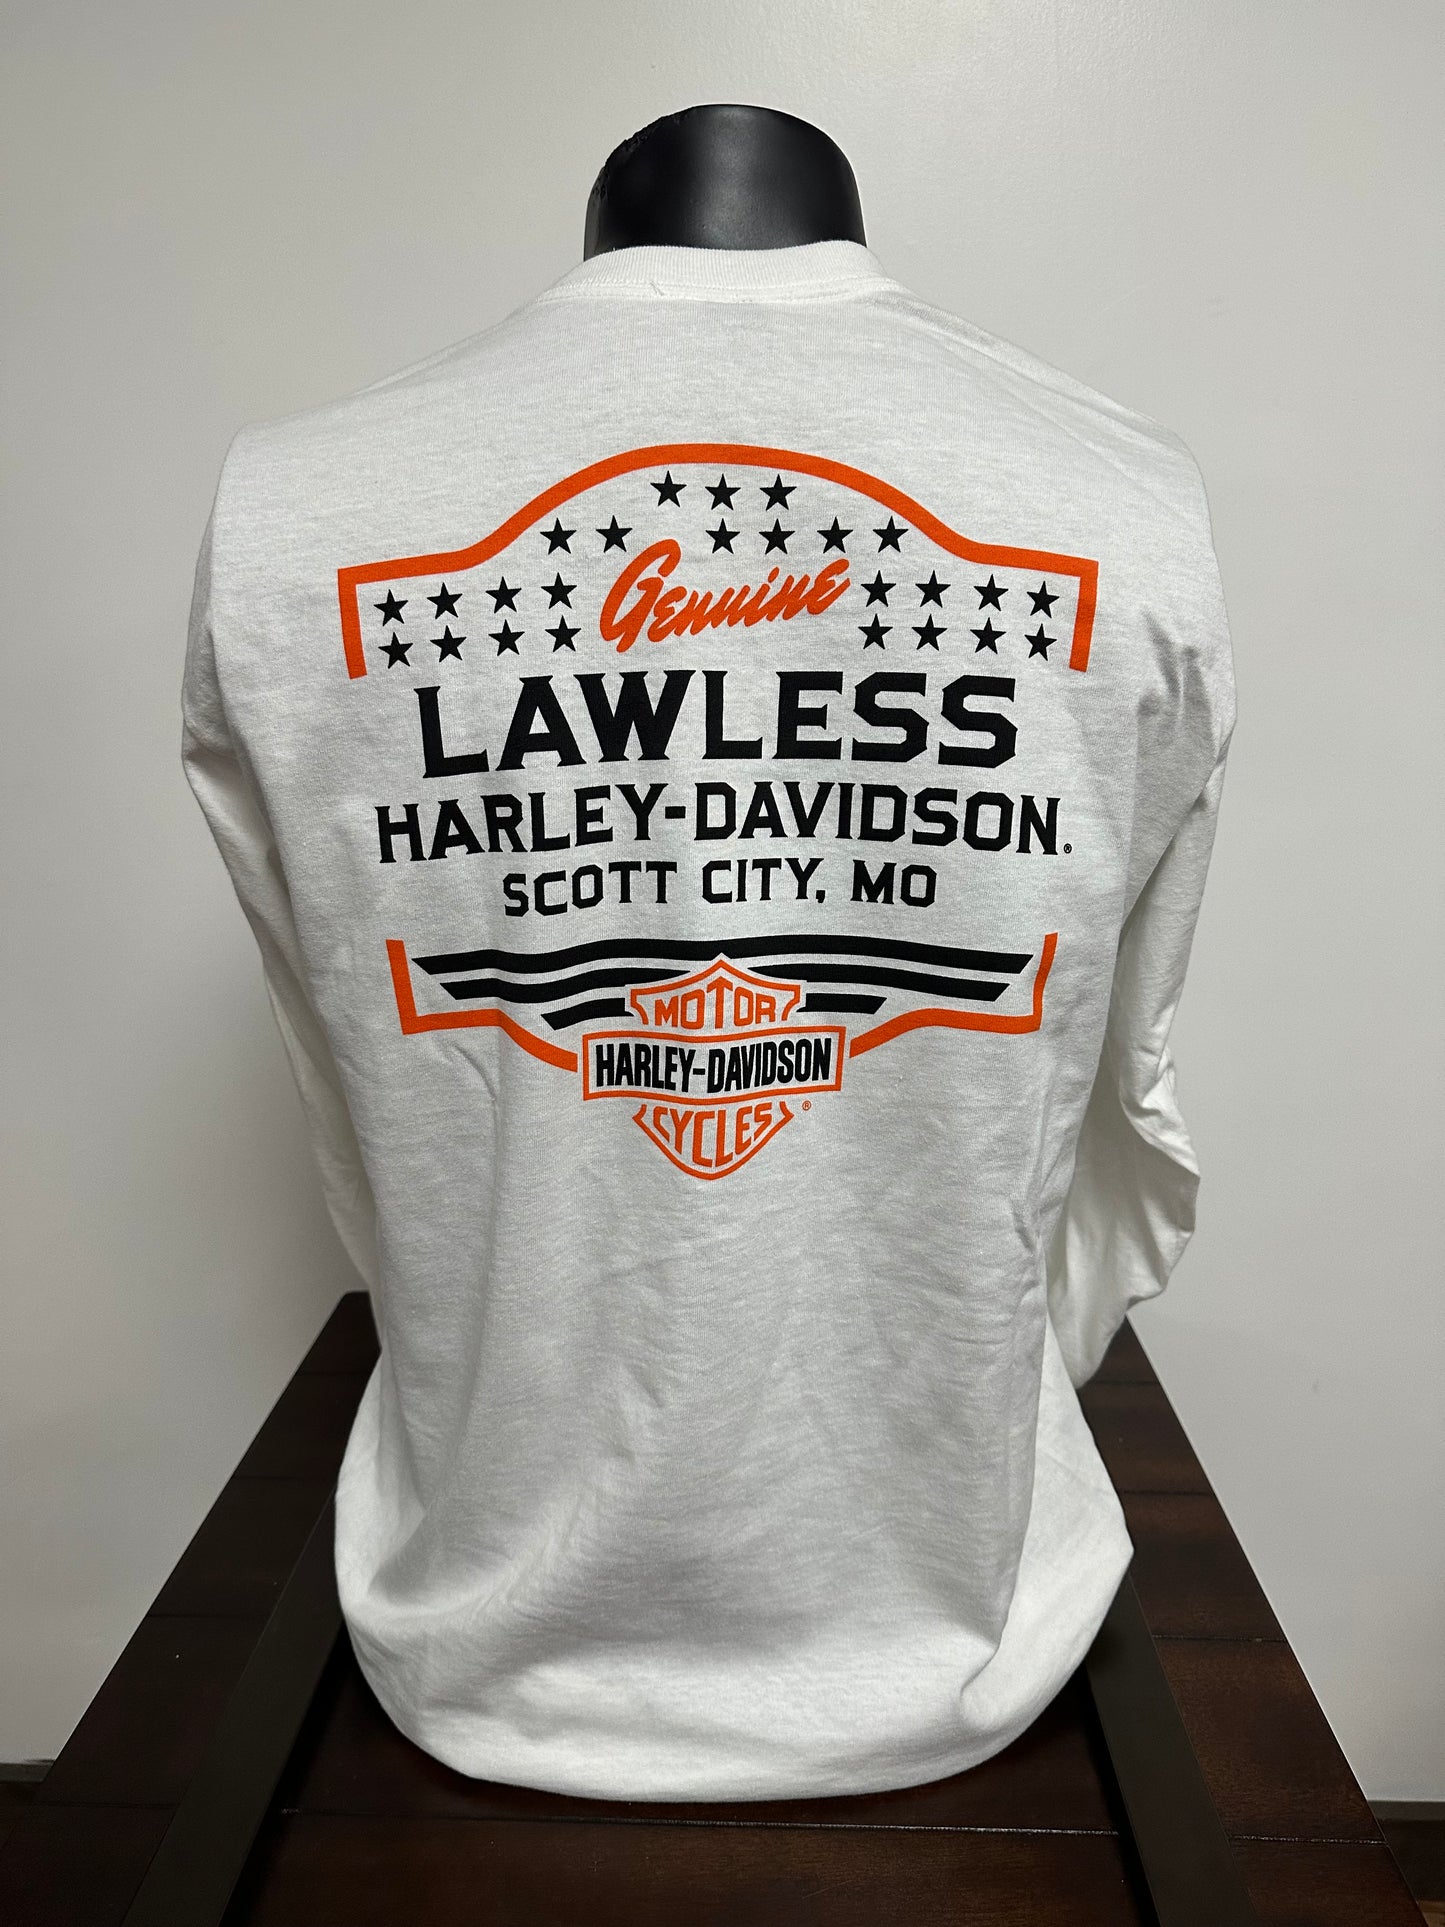 Genuine
LAWLESS
HARLEY-DAVIDSON®
SCOTT CITY, MO
MOTOR
HARLEY-DAVIDSON
CYCLES®